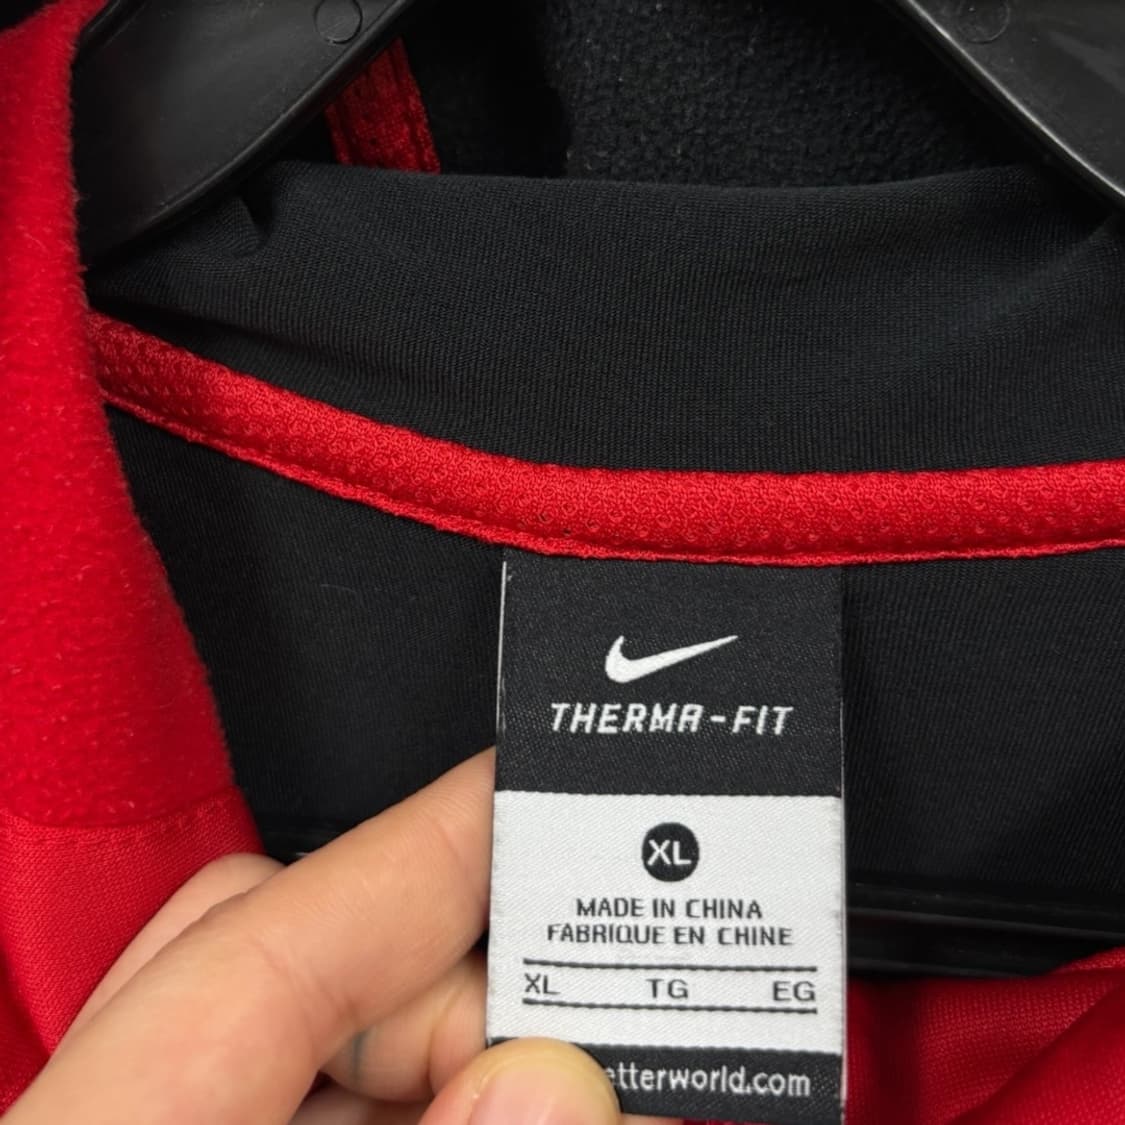 THERMA-FIT
XL
MADE IN CHINA
FABRIQUE EN CHINE
XL TG EG
etterworld.com